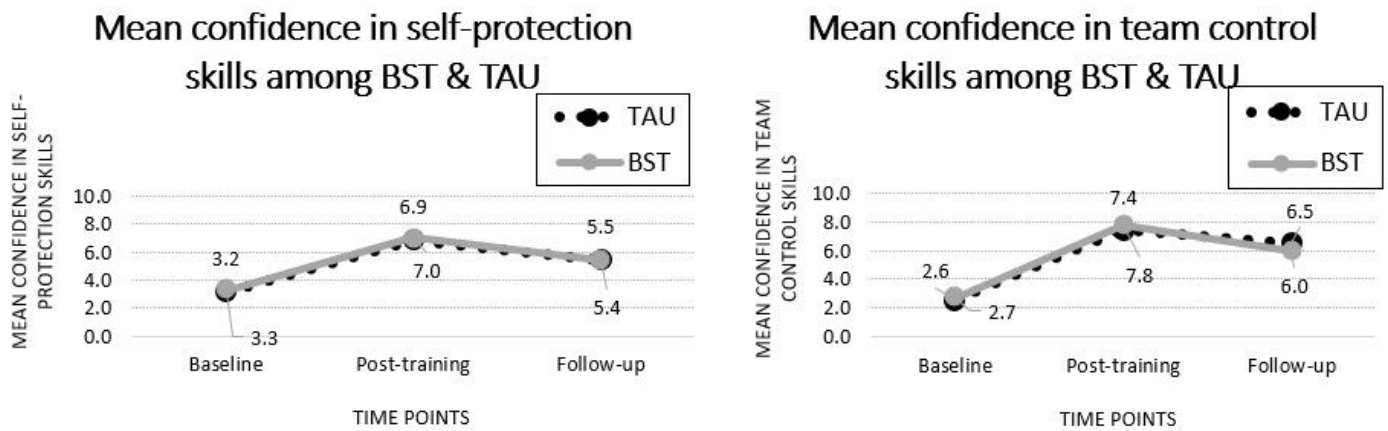 Mean confidence in self-protection
skills among BST & TAU
TAU
BST
MEAN CONFIDENCE IN SELF-
PROTECTION SKILLS
10.0
8.0
6.0
4.0
2.0
0.0
3.2
6.9
5.5
3.3
7.0
5.4
Baseline
Post-training
Follow-up
TIME POINTS
Mean confidence in team control
skills among BST & TAU
TAU
BST
MEAN CONFIDENCE IN TEAM
CONTROL SKILLS
10.0
8.0
6.0
4.0
2.0
0.0
2.6
7.4
6.5
2.7
7.8
6.0
Baseline
Post-training
Follow-up
TIME POINTS